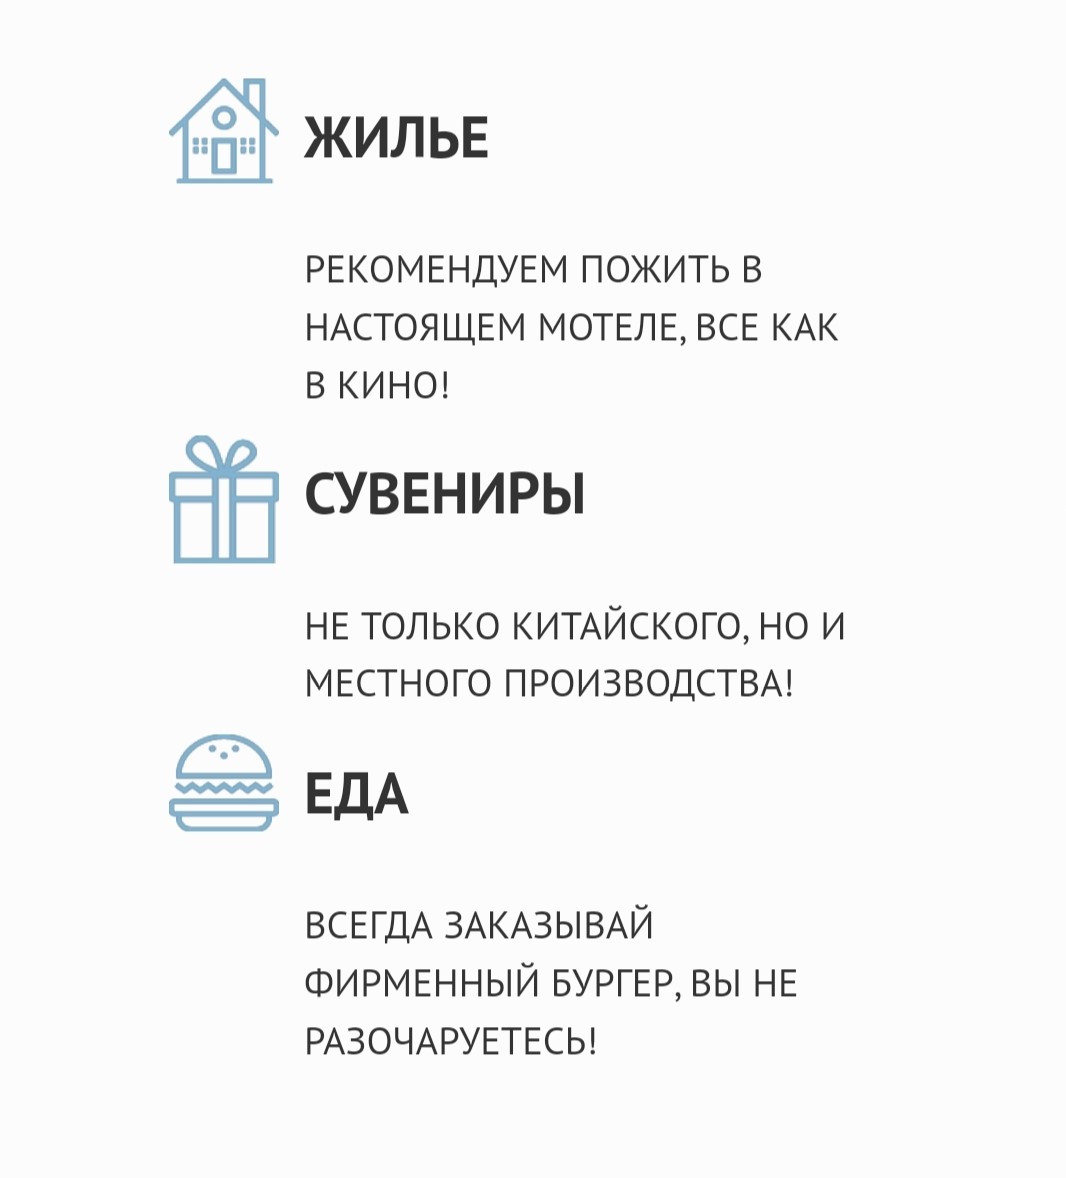 ЖИЛЬЕ
РЕКОМЕНДУЕМ ПОЖИТЬ В
НАСТОЯЩЕМ МОТЕЛЕ, ВСЕ КАК
В КИНО!
СУВЕНИРЫ
НЕ ТОЛЬКО КИТАЙСКОГО, НО И
МЕСТНОГО ПРОИЗВОДСТВА!
ЕДА
ВСЕГДА ЗАКАЗЫВАЙ
ФИРМЕННЫЙ БУРГЕР, ВЫ НЕ
РАЗОЧАРУЕТЕСЬ!